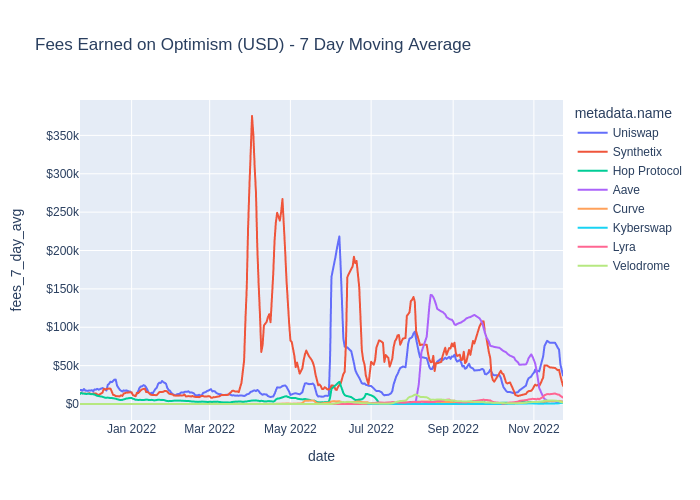 Fees Earned on Optimism (USD) - 7 Day Moving Average
metadata.name
Uniswap
Synthetix
Hop Protocol
Aave
Curve
Kyberswap
Lyra
Velodrome
fees_7_day_avg
$350k
$300k
$250k
$200k
$150k
$100k
$50k
$0
Jan 2022
Mar 2022
May 2022
Jul 2022
Sep 2022
Nov 2022
date